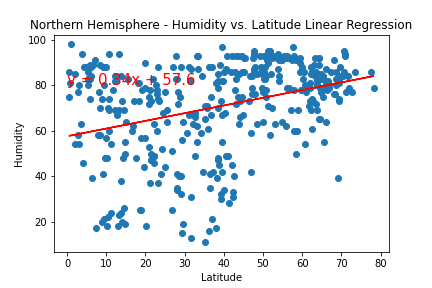 Northern Hemisphere - Humidity vs. Latitude Linear Regression
100
80
60
40
20
Humidity
y = 0.34x + 57.6
0 10 20 30 40 50 60 70 80
Latitude